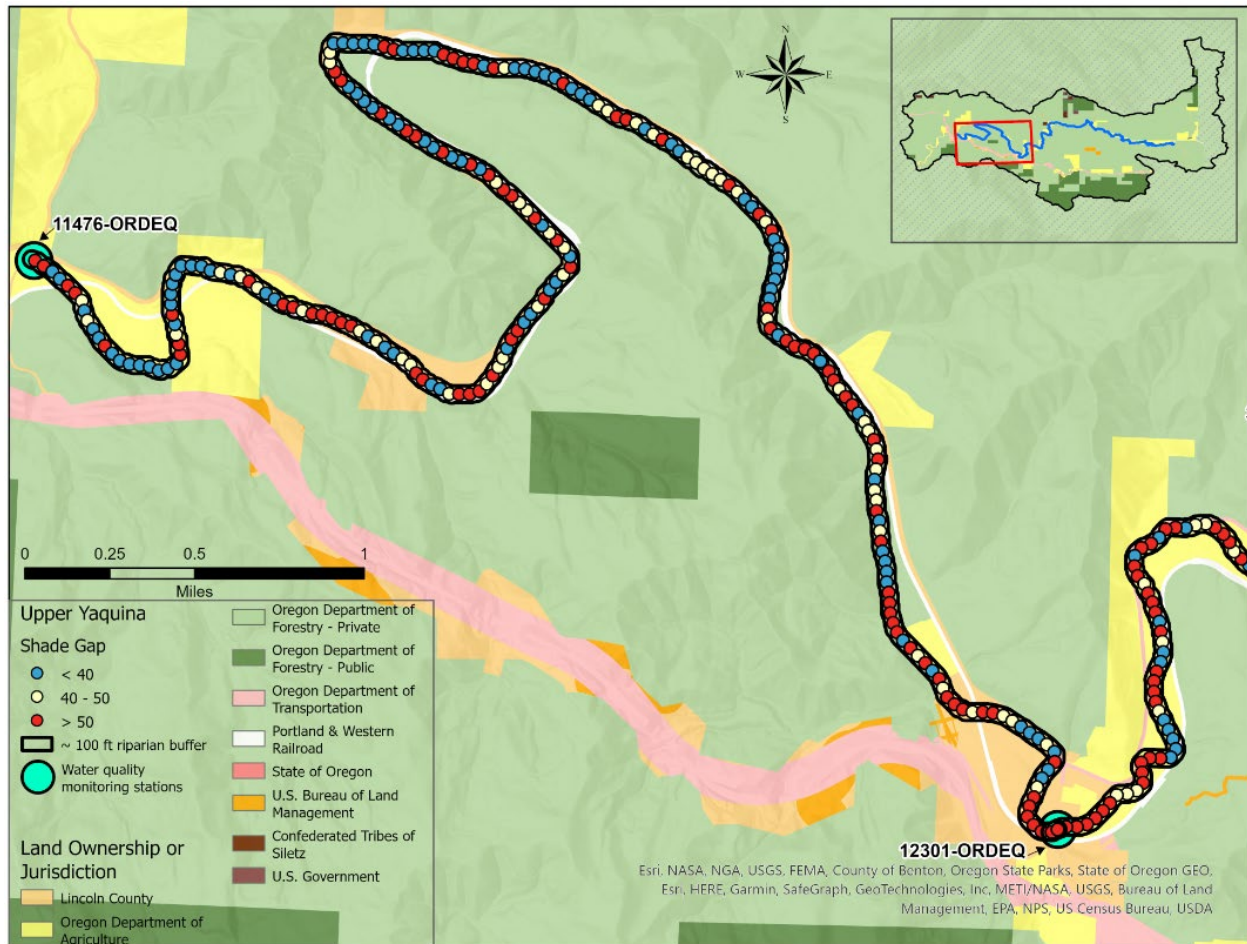 N
W
E
S
11476-ORDEQ
0 0.25 0.5 1
Miles
Upper Yaquina
Shade Gap
< 40
40 - 50
> 50
~ 100 ft riparian buffer
Water quality
monitoring stations
Land Ownership or
Jurisdiction
Lincoln County
Oregon Department of
Agriculture
Oregon Department of
Forestry - Private
Oregon Department of
Forestry - Public
Oregon Department of
Transportation
Portland & Western
Railroad
State of Oregon
U.S. Bureau of Land
Management
Confederated Tribes of
Siletz
U.S. Government
12301-ORDEQ
Esri, NASA, NGA, USGS, FEMA, County of Benton, Oregon State Parks, State of Oregon GEO,
Esri, HERE, Garmin, SafeGraph, GeoTechnologies, Inc, METI/NASA, USGS, Bureau of Land
Management, EPA, NPS, US Census Bureau, USDA